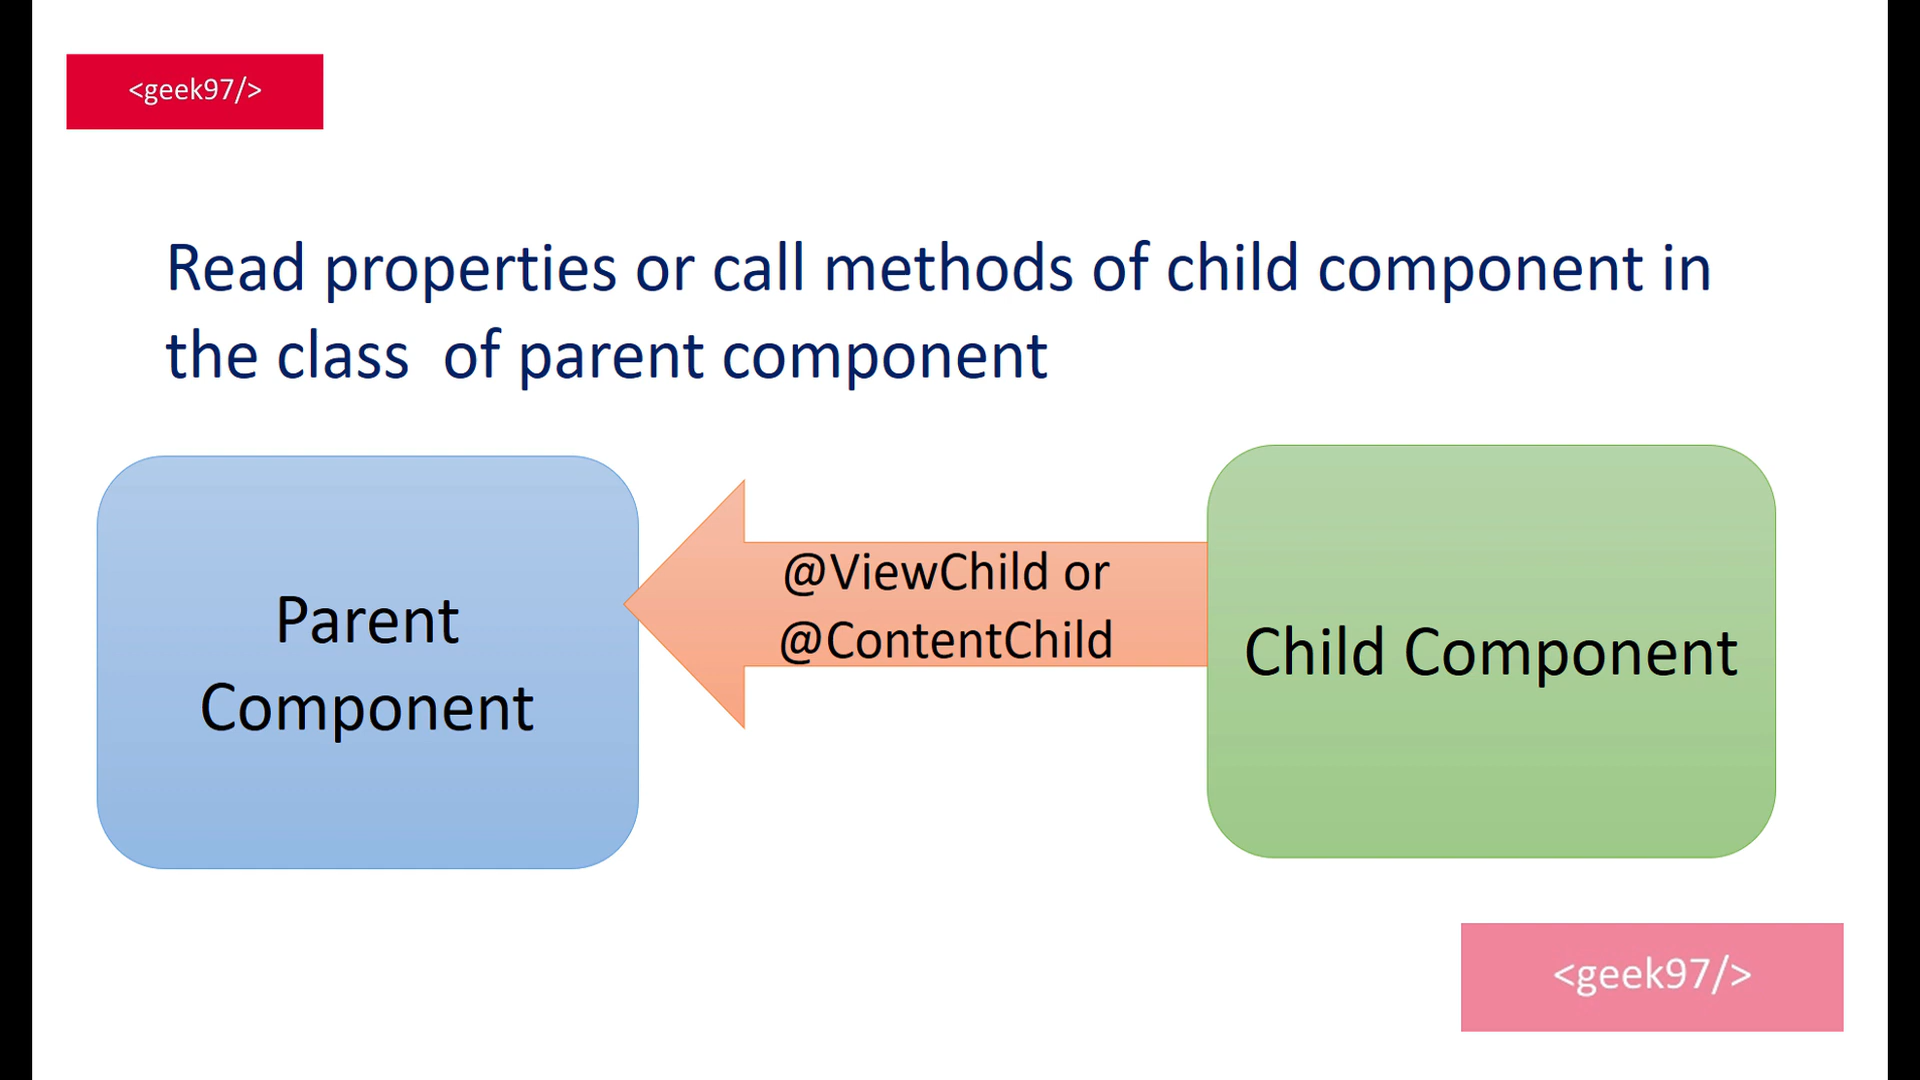 <geek97/>
Read properties or call methods of child component in
the class  of parent component
Parent
Component
@ViewChild or
@ContentChild
Child Component
<geek97/>